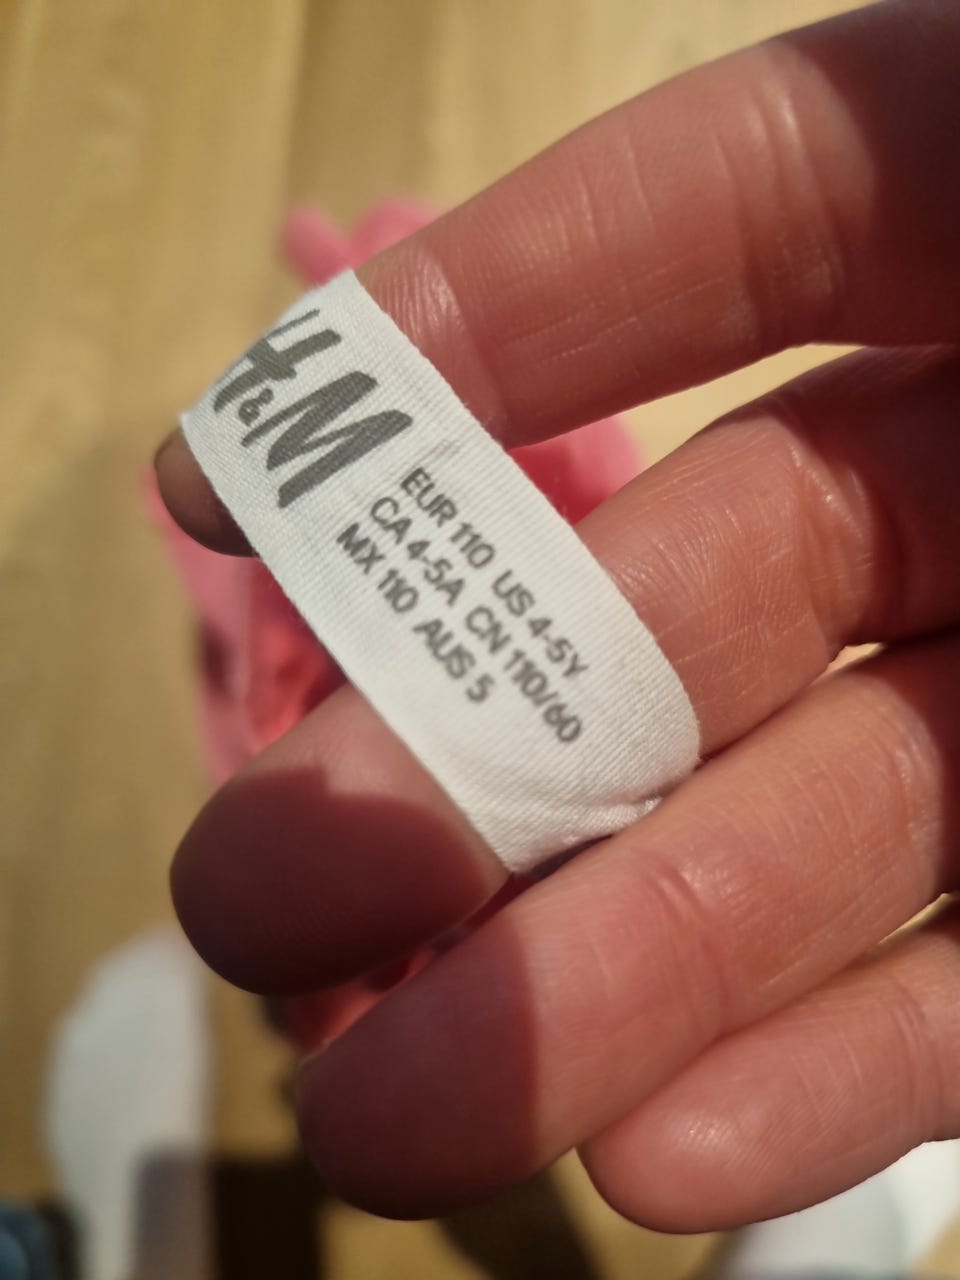 H&M
EUR 110 US 4-5Y
CA 4-5A CN 110/60
MX 110 AUS 5